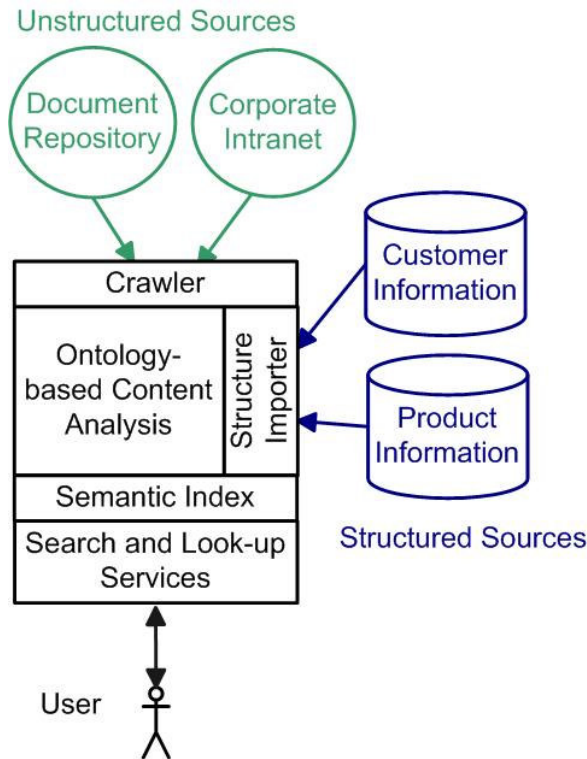 Unstructured Sources
Document
Repository
Corporate
Intranet
Crawler
Customer
Information
Ontology-
based Content
Analysis
Structure
Importer
Product
Information
Semantic Index
Structured Sources
Search and Look-up
Services
User